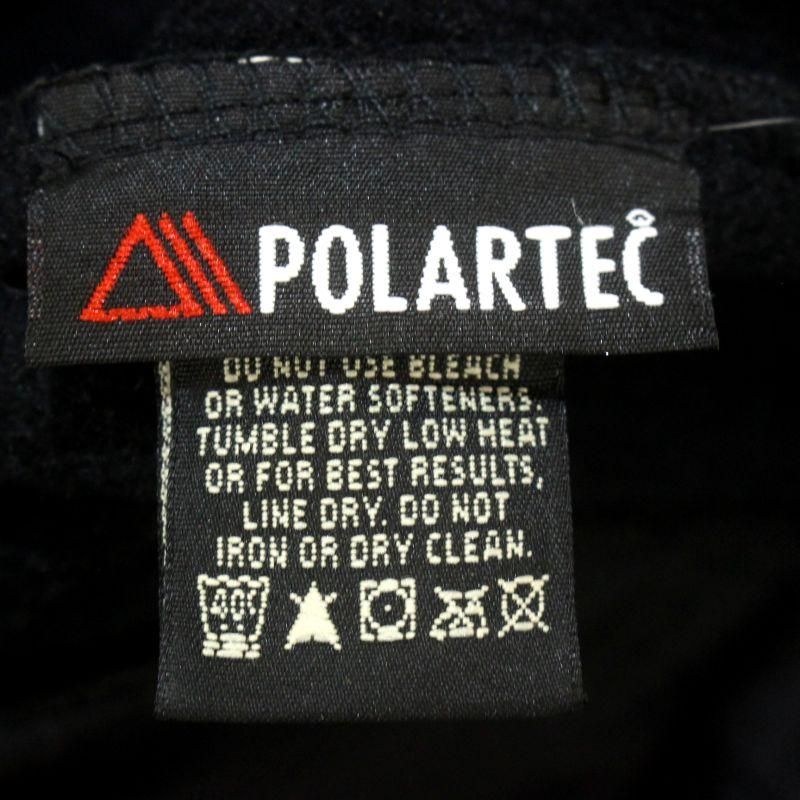 POLARTEC
DO NOT USE BLEACH
OR WATER SOFTENERS.
TUMBLE DRY LOW HEAT
OR FOR BEST RESULTS,
LINE DRY. DO NOT
IRON OR DRY CLEAN.
40C